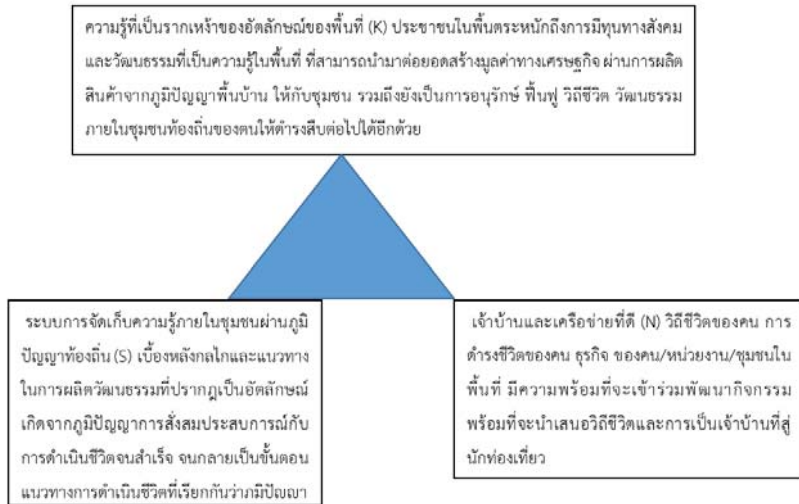 ความรู้ที่เป็นรากเหง้าของอัตลักษณ์ของพื้นที่ (K) ประชาชนในพื้นตระหนักถึงการมีทุนทางสังคม
และวัฒนธรรมที่เป็นความรู้ในพื้นที่ ที่สามารถนำมาต่อยอดสร้างมูลค่าทางเศรษฐกิจ ผ่านการผลิต
สินค้าจากภูมิปัญญาพื้นบ้าน ให้กับชุมชน รวมถึงยังเป็นการอนุรักษ์ ฟื้นฟู วิถีชีวิต วัฒนธรรม
ภายในชุมชนท้องถิ่นของตนให้ดำรงสืบต่อไปได้อีกด้วย
ระบบการจัดเก็บความรู้ภายในชุมชนผ่านภูมิ
ปัญญาท้องถิ่น (S) เบื้องหลังกลไกและแนวทาง
ในการผลิตวัฒนธรรมที่ปรากฏเป็นอัตลักษณ์
เกิดจากภูมิปัญญาการสั่งสมประสบการณ์กับ
การดำเนินชีวิตจนสำเร็จ จนกลายเป็นขั้นตอน
แนวทางการดำเนินชีวิตที่เรียกกันว่าภูมิปัญญา
เจ้าบ้านและเครือข่ายที่ดี (N) วิถีชีวิตของคน การ
ดำรงชีวิตของคน ธุรกิจ ของคน/หน่วยงาน/ชุมชนใน
พื้นที่ มีความพร้อมที่จะเข้าร่วมพัฒนากิจกรรม
พร้อมที่จะนำเสนอวิถีชีวิตและการเป็นเจ้าบ้านที่สู่
นักท่องเที่ยว